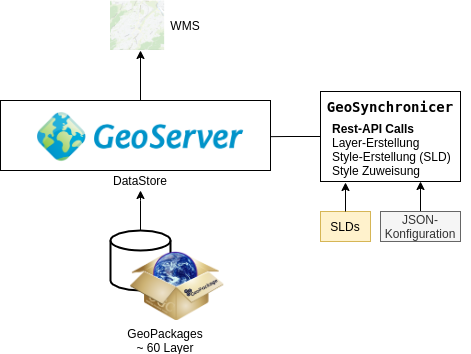 WMS
GeoServer
DataStore
GeoPackages
~ 60 Layer
GeoPackage
GeoSynchronicer
Rest-API Calls
Layer-Erstellung
Style-Erstellung (SLD)
Style Zuweisung
SLDs
JSON-
Konfiguration